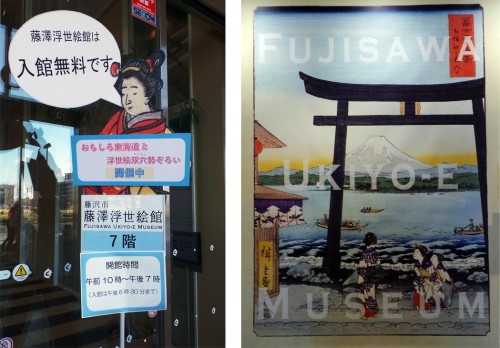 SECOM
藤澤浮世絵館は
入館無料です
おもしろ東海道と
浮世絵双六勢ぞろい
開催中
藤沢市
藤澤浮世絵館
FUJISAWA UKIYO-E MUSEUM
7階
開館時間
午前10時~午後7時
(入館は午後6時30分まで)
FUJISAWA
UKIYO-E
MUSEUM